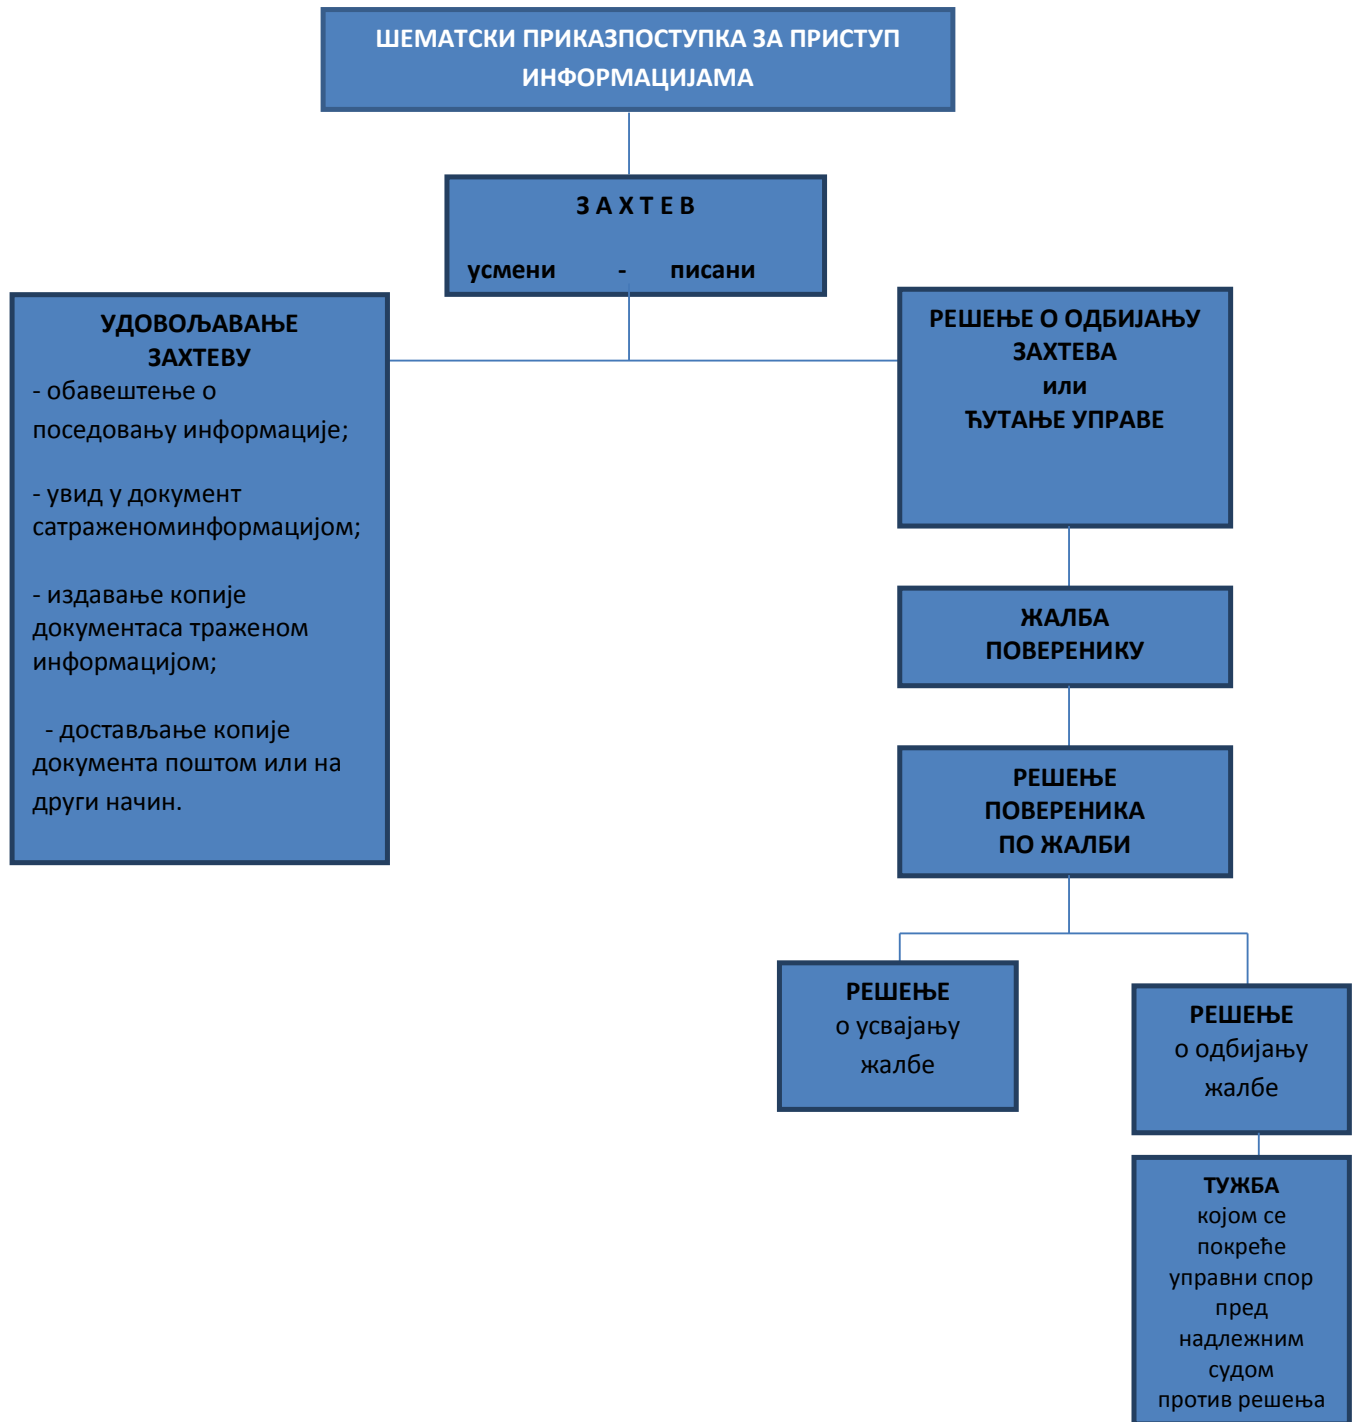 ШЕМАТСКИ ПРИКАЗПОСТУПКА ЗА ПРИСТУП
ИНФОРМАЦИЈАМА
З А Х Т Е В
усмени - писани
УДОВОЉАВАЊЕ
ЗАХТЕВУ
- обавештење о
поседовању информације;
- увид у документ
сатраженоминформацијом;
- издавање копије
документаса траженом
информацијом;
- достављање копије
документа поштом или на
други начин.
РЕШЕЊЕ О ОДБИЈАЊУ
ЗАХТЕВА
или
ЋУТАЊЕ УПРАВЕ
ЖАЛБА
ПОВЕРЕНИКУ
РЕШЕЊЕ
ПОВЕРЕНИКА
ПО ЖАЛБИ
РЕШЕЊЕ
о усвајању
жалбе
РЕШЕЊЕ
о одбијању
жалбе
ТУЖБА
којом се
покреће
управни спор
пред
надлежним
судом
против решења